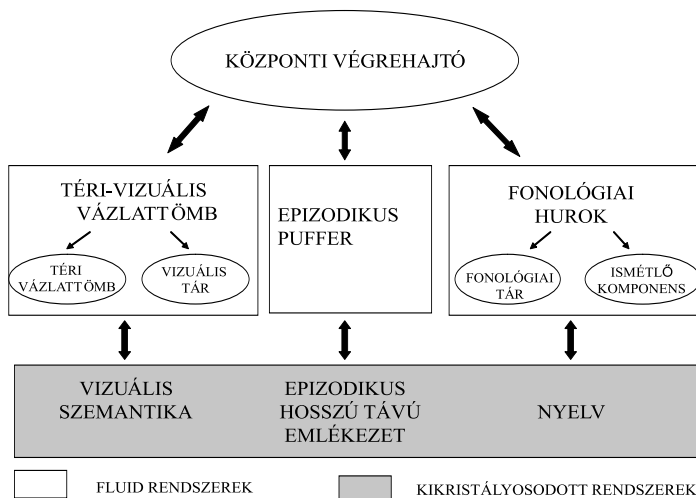 KÖZPONTI VÉGREHAJTÓ
TÉRI-VIZUÁLIS
VÁZLATTÖMB
TÉRI
VÁZLATTÖMB
VIZUÁLIS
TÁR
EPIZODIKUS
PUFFER
FONOLÓGIAI
HUROK
FONOLÓGIAI
TÁR
ISMÉTLŐ
KOMPONENS
VIZUÁLIS
SZEMANTIKA
EPIZODIKUS
HOSSZÚ TÁVÚ
EMLÉKEZET
NYELV
FLUID RENDSZEREK
KIKRISTÁLYOSODOTT RENDSZEREK